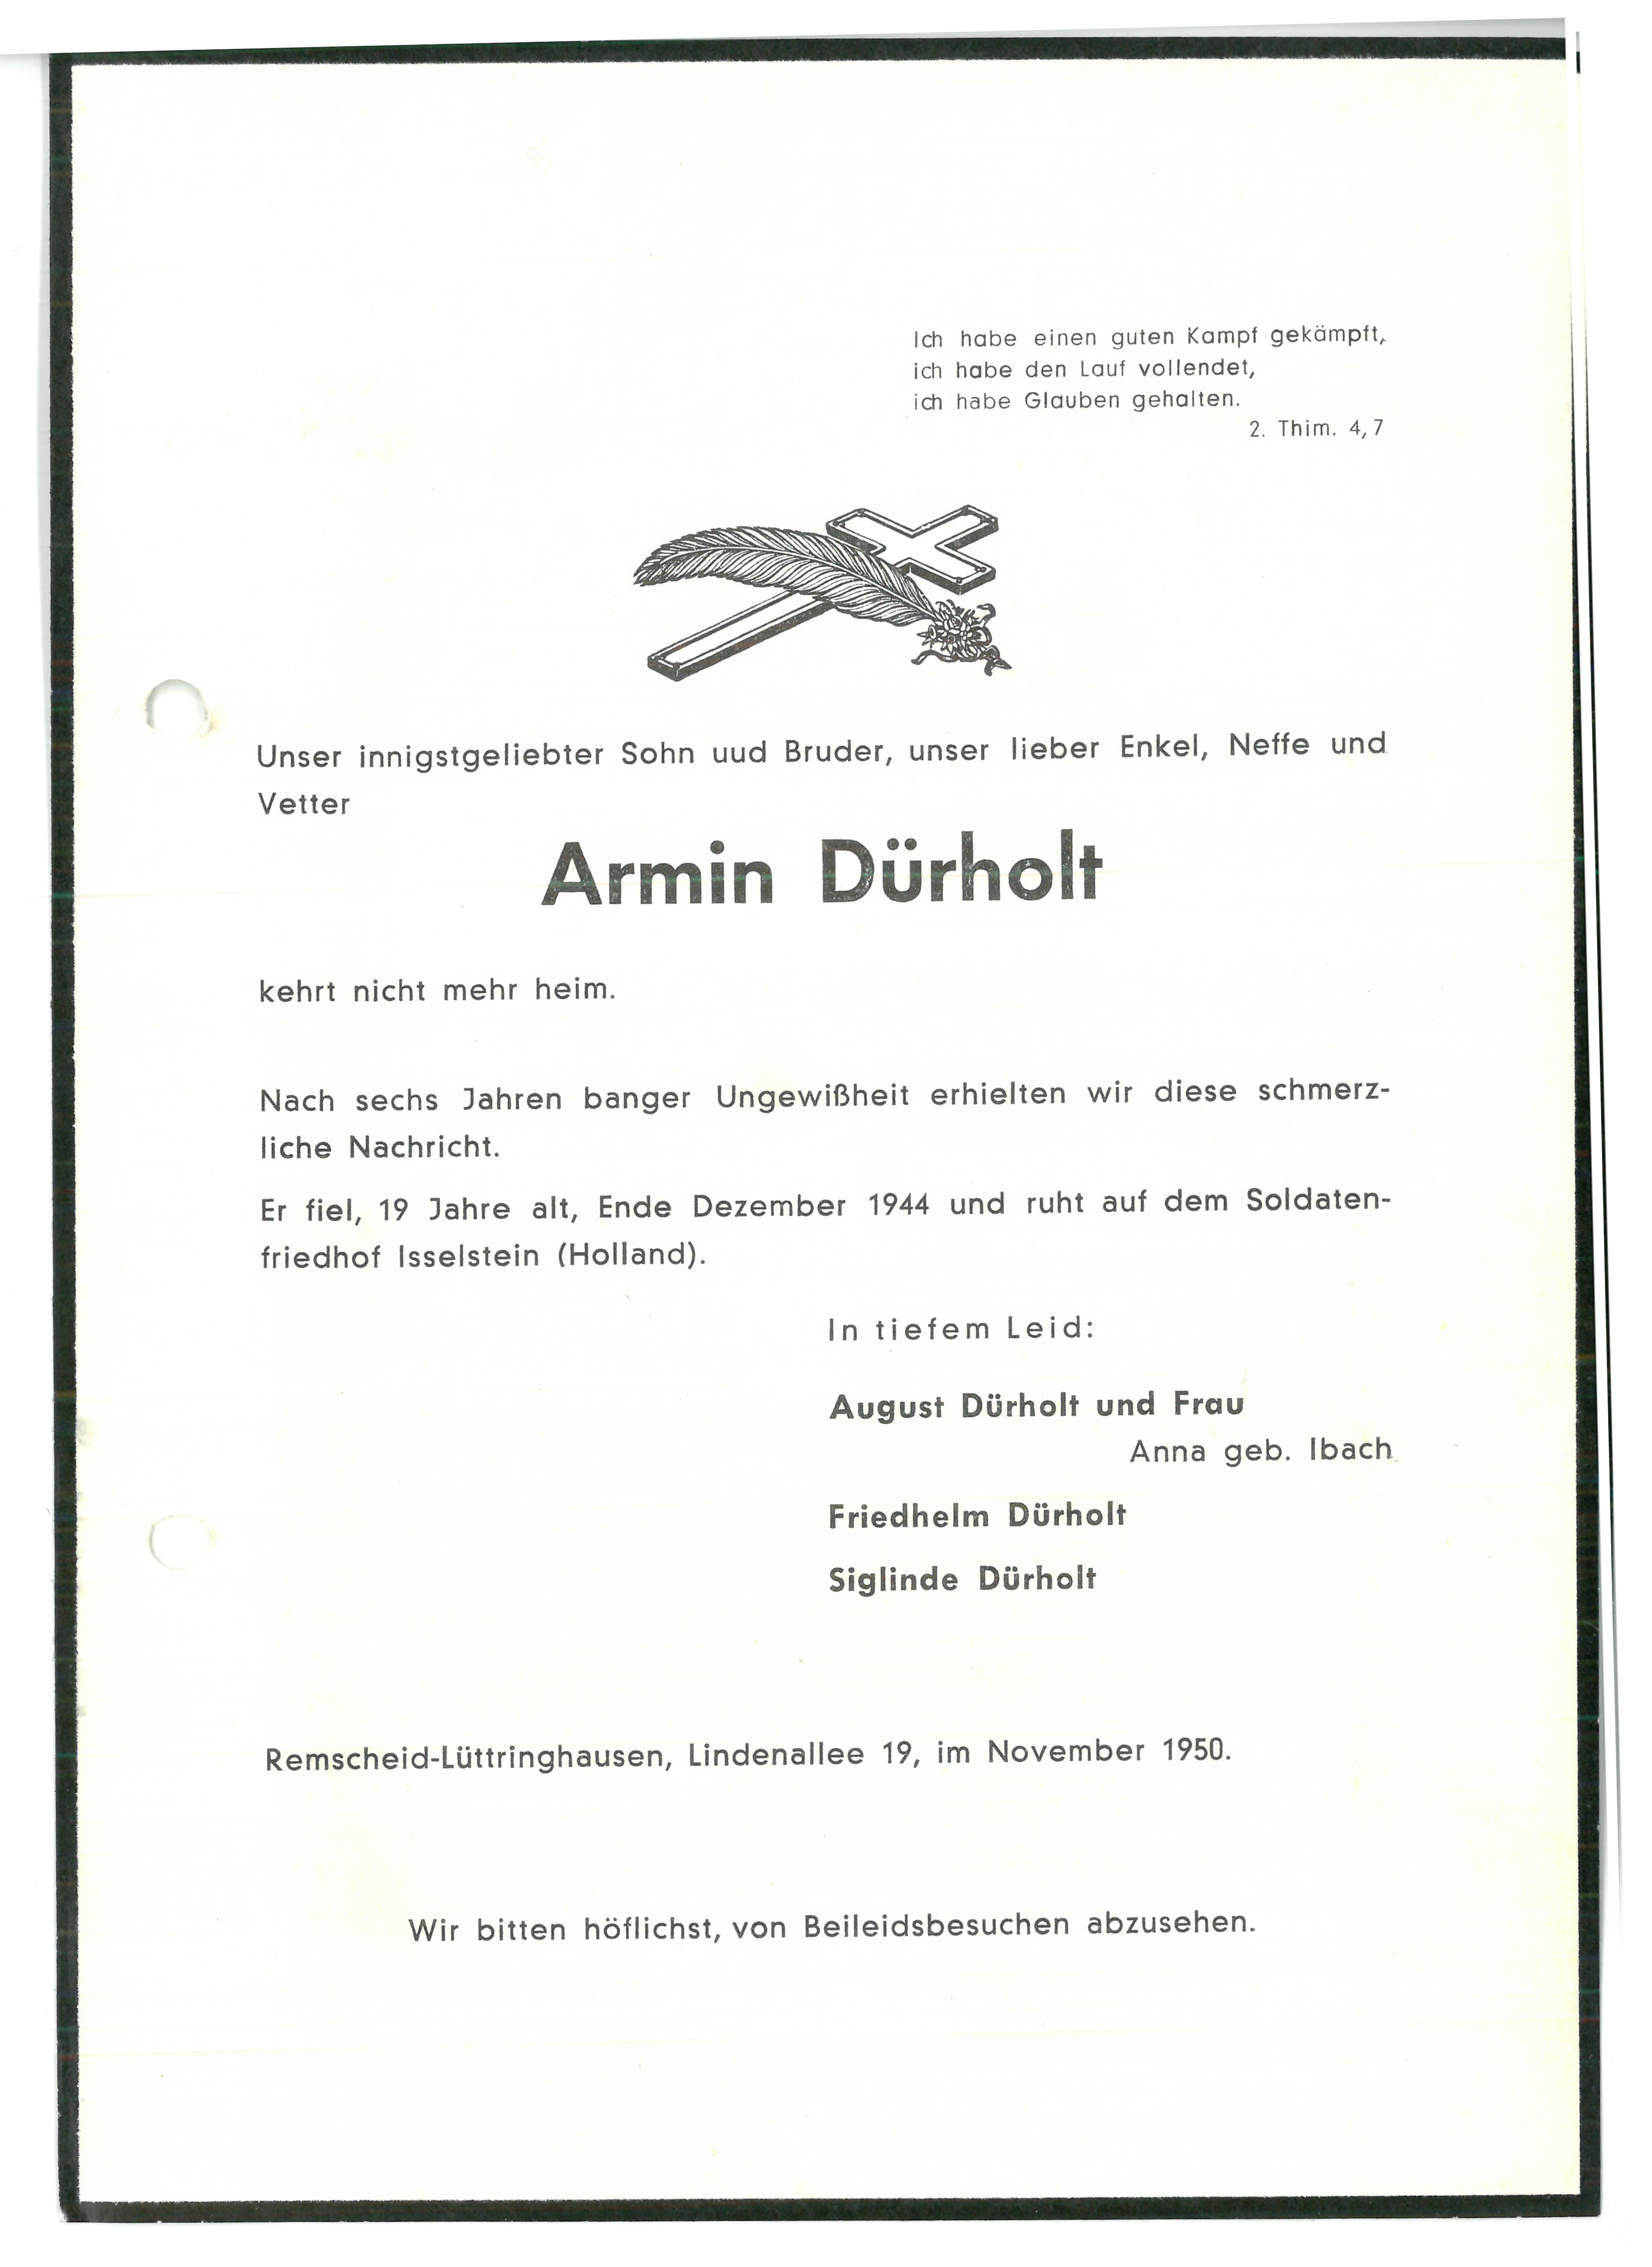 Ich habe einen guten Kampf gekämpft,
ich habe den Lauf vollendet,
ich habe Glauben gehalten.
2. Thim. 4,7
Unser innigstgeliebter Sohn uud Bruder, unser lieber Enkel, Neffe und
Vetter
Armin Dürholt
kehrt nicht mehr heim.
Nach sechs Jahren banger Ungewißheit erhielten wir diese schmerz-
liche Nachricht.
Er fiel, 19 Jahre alt, Ende Dezember 1944 und ruht auf dem Soldaten-
friedhof Isselstein (Holland).
In tiefem Leid:
August Dürholt und Frau
Anna geb. Ibach
Friedhelm Dürholt
Siglinde Dürholt
Remscheid-Lüttringhausen, Lindenallee 19, im November 1950.
Wir bitten höflichst, von Beileidsbesuchen abzusehen.